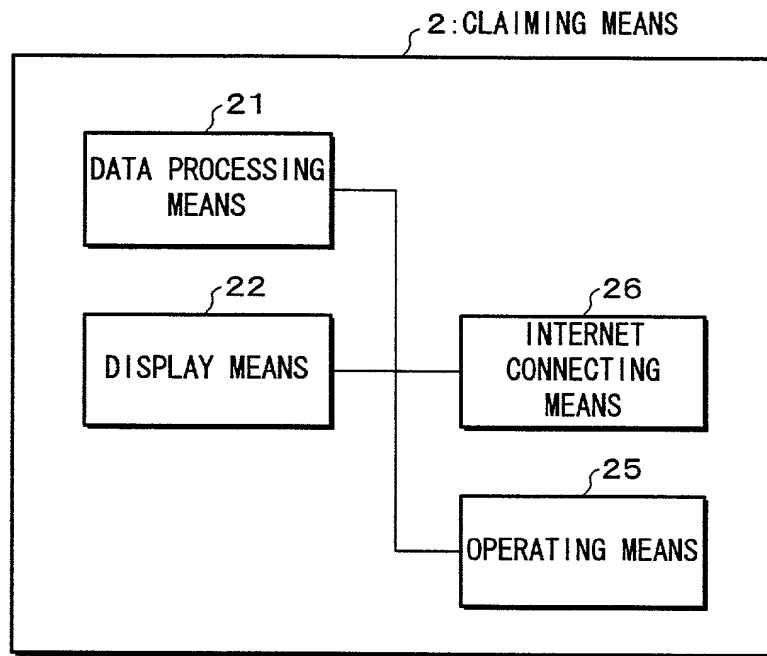 2:CLAIMING MEANS
21
DATA PROCESSING
MEANS
22
DISPLAY MEANS
26
INTERNET
CONNECTING
MEANS
25
OPERATING MEANS